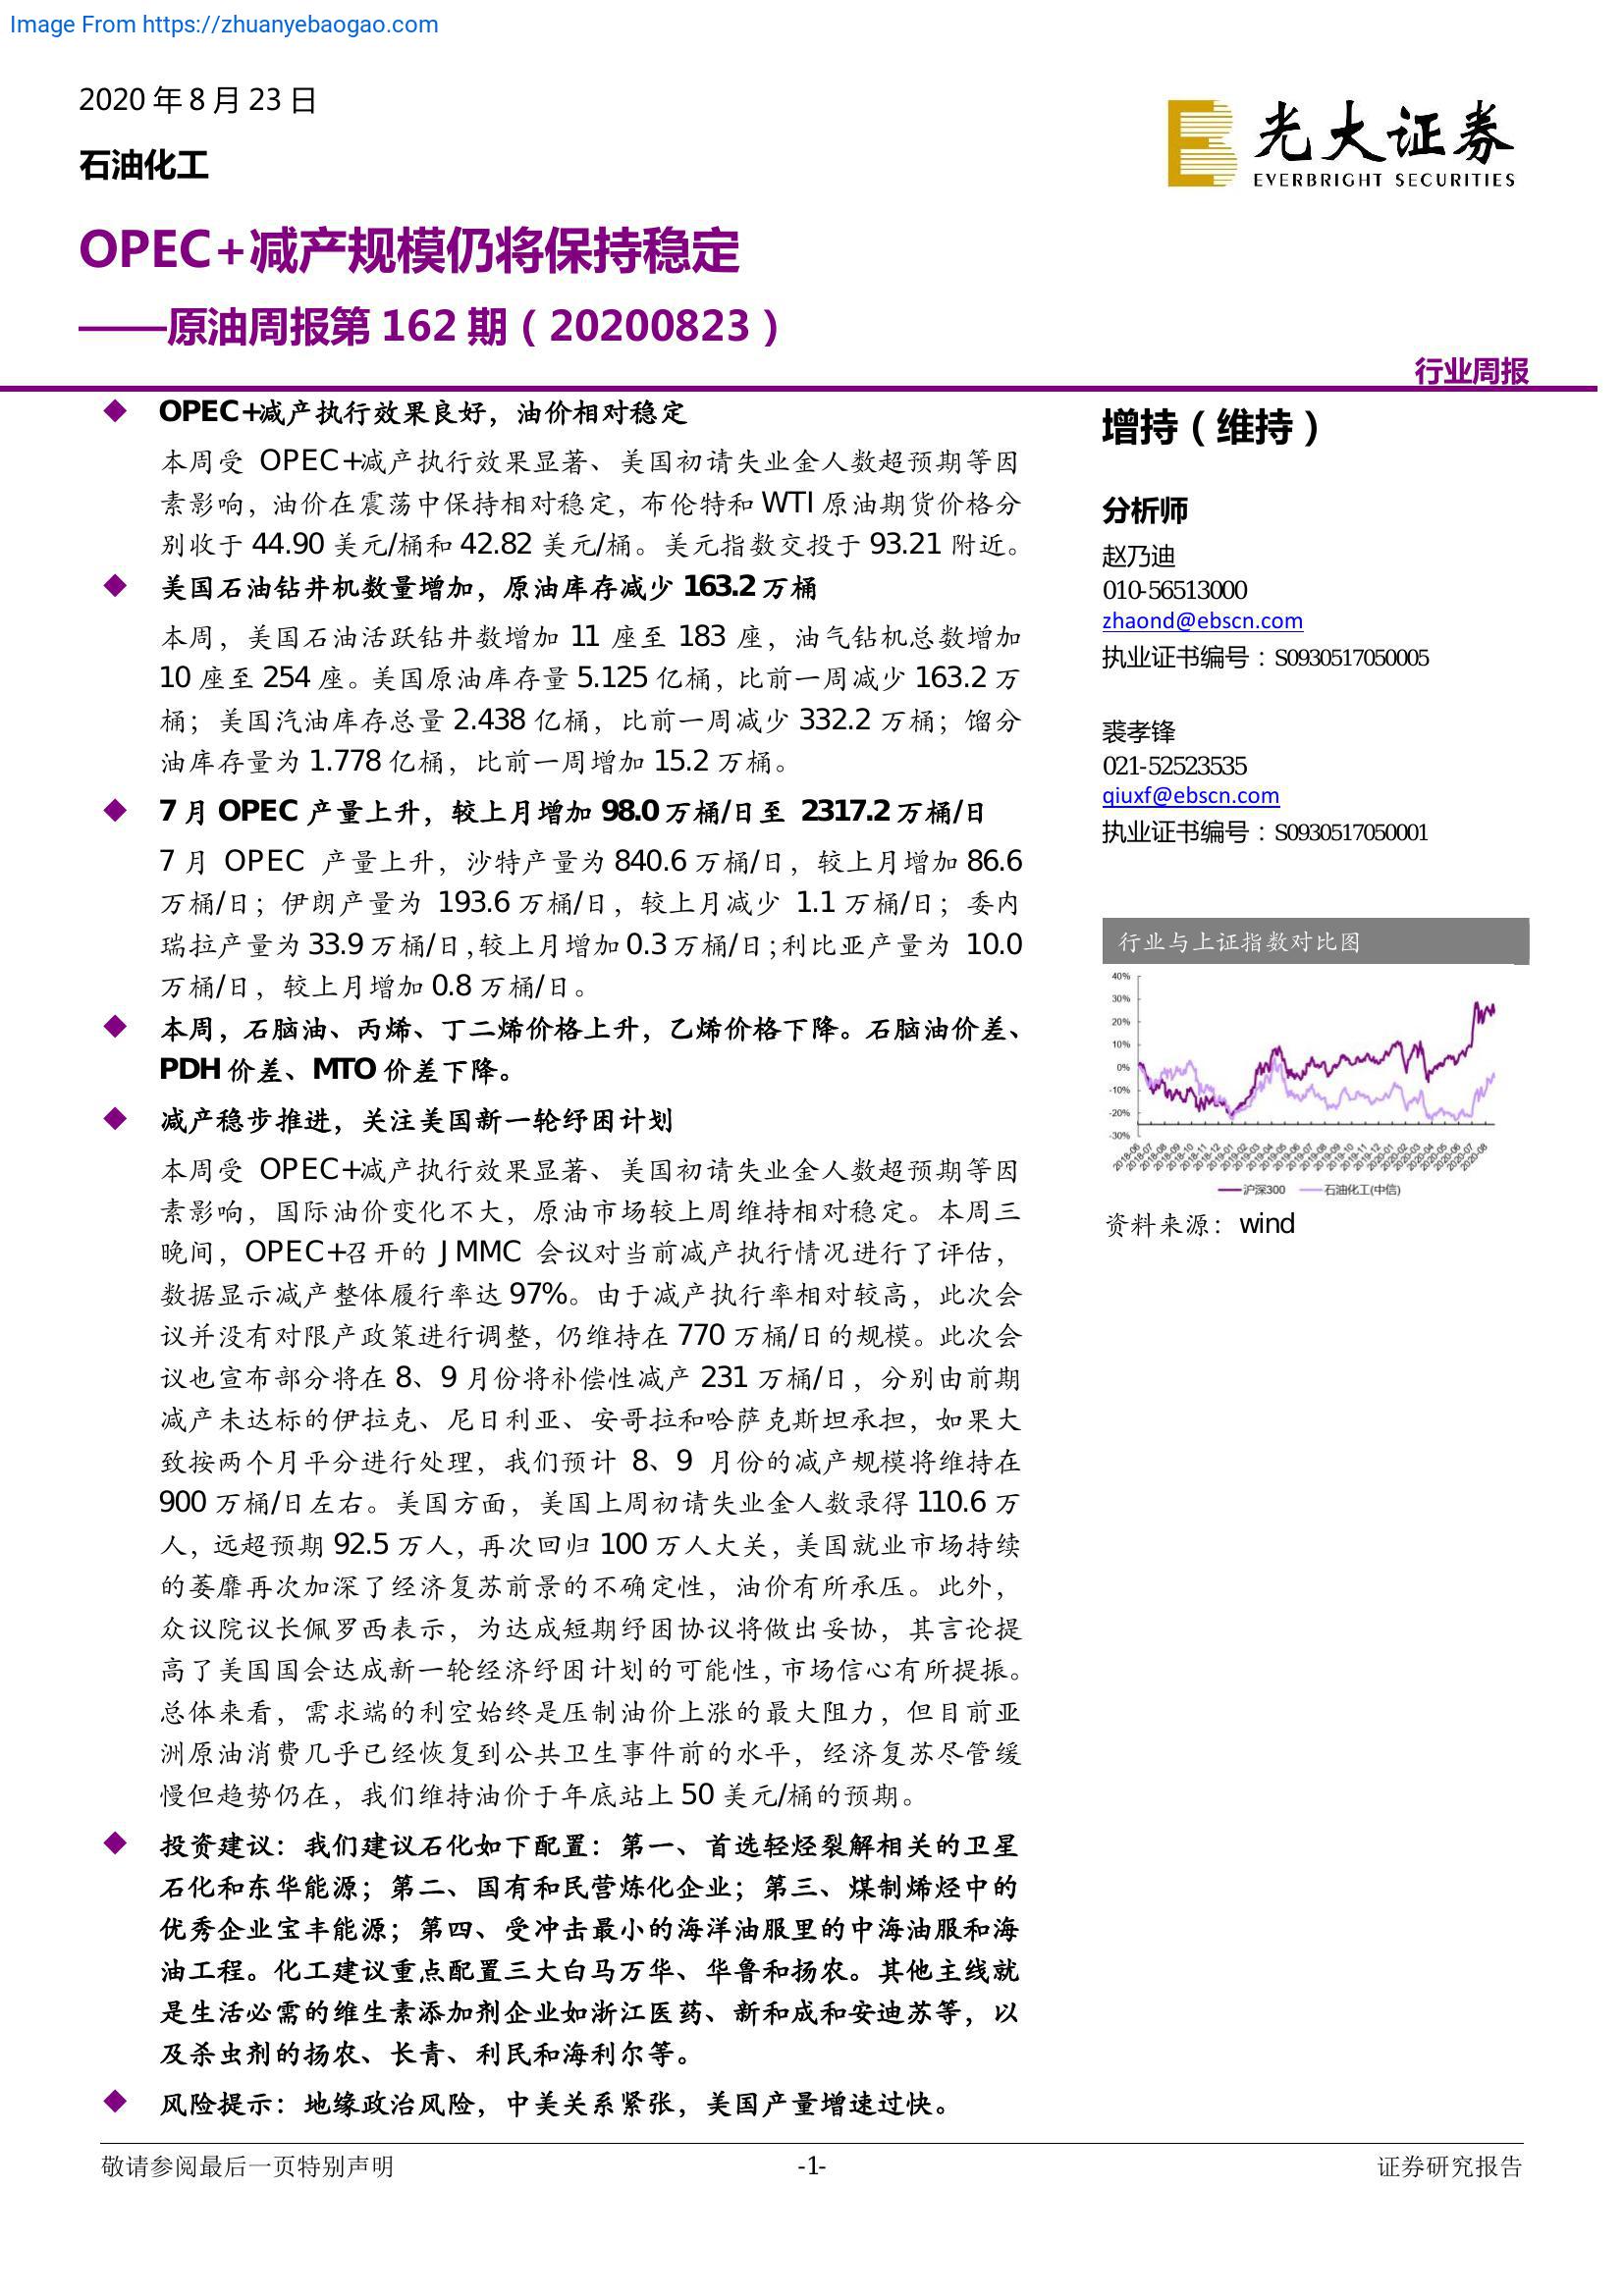 Image From https://zhuanyebaogao.com
2020 年 8 月 23 日
石油化工
光大证券
EVERBRIGHT SECURITIES
OPEC+减产规模仍将保持稳定
——原油周报第 162 期（20200823）
行业周报
◆ OPEC+减产执行效果良好，油价相对稳定
本周受 OPEC+减产执行效果显著、美国初请失业金人数超预期等因
素影响，油价在震荡中保持相对稳定，布伦特和 WTI 原油期货价格分
别收于 44.90 美元/桶和 42.82 美元/桶。美元指数交投于 93.21 附近。
◆ 美国石油钻井机数量增加，原油库存减少 163.2 万桶
本周，美国石油活跃钻井数增加 11 座至 183 座，油气钻机总数增加
10 座至 254 座。美国原油库存量 5.125 亿桶，比前一周减少 163.2 万
桶；美国汽油库存总量 2.438 亿桶，比前一周减少 332.2 万桶；馏分
油库存量为 1.778 亿桶，比前一周增加 15.2 万桶。
◆ 7 月 OPEC 产量上升，较上月增加 98.0 万桶/日至 2317.2 万桶/日
7 月 OPEC 产量上升，沙特产量为 840.6 万桶/日，较上月增加 86.6
万桶/日；伊朗产量为 193.6 万桶/日，较上月减少 1.1 万桶/日；委内
瑞拉产量为 33.9 万桶/日，较上月增加 0.3 万桶/日；利比亚产量为 10.0
万桶/日，较上月增加 0.8 万桶/日。
◆ 本周，石脑油、丙烯、丁二烯价格上升，乙烯价格下降。石脑油价差、
PDH 价差、MTO 价差下降。
◆ 减产稳步推进，关注美国新一轮纾困计划
本周受 OPEC+减产执行效果显著、美国初请失业金人数超预期等因
素影响，国际油价变化不大，原油市场较上周维持相对稳定。本周三
晚间，OPEC+召开的 JMMC 会议对当前减产执行情况进行了评估，
数据显示减产整体履行率达 97%。由于减产执行率相对较高，此次会
议并没有对限产政策进行调整，仍维持在 770 万桶/日的规模。此次会
议也宣布部分将在 8、9 月份将补偿性减产 231 万桶/日，分别由前期
减产未达标的伊拉克、尼日利亚、安哥拉和哈萨克斯坦承担，如果大
致按两个月平分进行处理，我们预计 8、9 月份的减产规模将维持在
900 万桶/日左右。美国方面，美国上周初请失业金人数录得 110.6 万
人，远超预期 92.5 万人，再次回归 100 万人大关，美国就业市场持续
的萎靡再次加深了经济复苏前景的不确定性，油价有所承压。此外，
众议院议长佩罗西表示，为达成短期纾困协议将做出妥协，其言论提
高了美国国会达成新一轮经济纾困计划的可能性，市场信心有所提振。
总体来看，需求端的利空始终是压制油价上涨的最大阻力，但目前亚
洲原油消费几乎已经恢复到公共卫生事件前的水平，经济复苏尽管缓
慢但趋势仍在，我们维持油价于年底站上 50 美元/桶的预期。
◆ 投资建议：我们建议石化如下配置：第一、首选轻烃裂解相关的卫星
石化和东华能源；第二、国有和民营炼化企业；第三、煤制烯烃中的
优秀企业宝丰能源；第四、受冲击最小的海洋油服里的中海油服和海
油工程。化工建议重点配置三大白马万华、华鲁和扬农。其他主线就
是生活必需的维生素添加剂企业如浙江医药、新和成和安迪苏等，以
及杀虫剂的扬农、长青、利民和海利尔等。
◆ 风险提示：地缘政治风险，中美关系紧张，美国产量增速过快。
增持（维持）
分析师
赵乃迪
010-56513000
zhaond@ebscn.com
执业证书编号：S0930517050005
裘孝锋
021-52523535
qiuxf@ebscn.com
执业证书编号：S0930517050001
行业与上证指数对比图
40%
30%
20%
10%
0%
-10%
-20%
-30%
2018-06
2018-07
2018-08
2018-09
2018-10
2018-11
2018-12
2019-01
2019-02
2019-03
2019-04
2019-05
2019-06
2019-07
2019-08
2019-09
2019-10
2019-11
2019-12
2020-01
2020-02
2020-03
2020-04
2020-05
2020-06
2020-07
2020-08
沪深300 石油化工(中信)
资料来源：wind
敬请参阅最后一页特别声明 -1- 证券研究报告